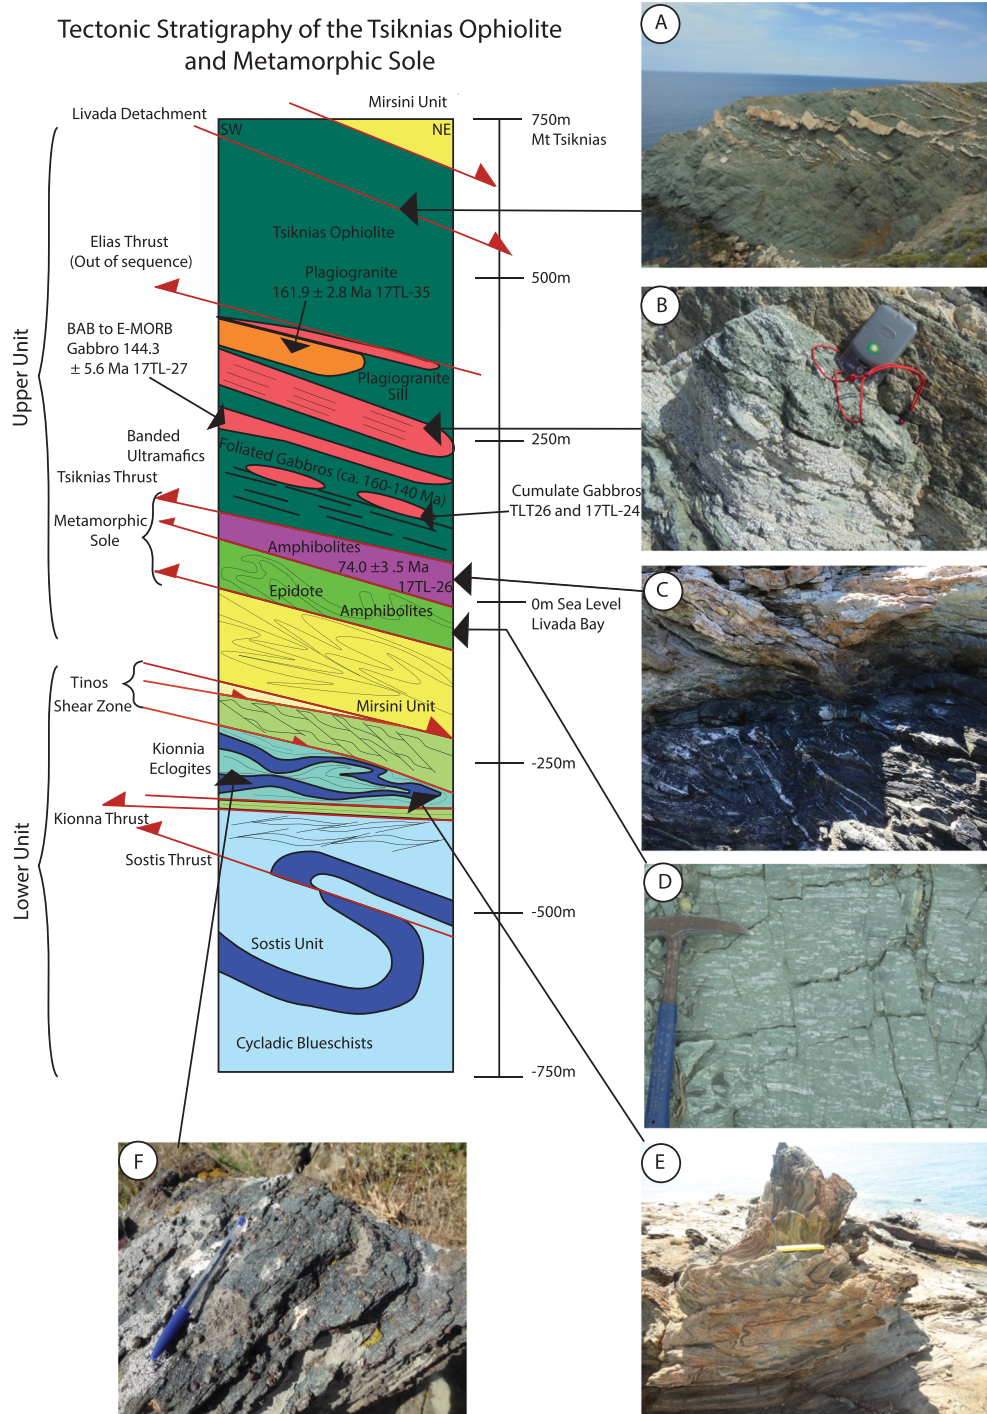 Tectonic Stratigraphy of the Tsiknias Ophiolite
and Metamorphic Sole
A
Mirsini Unit
Livada Detachment
SW
NE
750m
Mt Tsiknias
Tsiknias Ophiolite
Elias Thrust
(Out of sequence)
500m
Plagiogranite
161.9 ± 2.8 Ma 17TL-35
B
BAB to E-MORB
Gabbro 144.3
± 5.6 Ma 17TL-27
Plagiogranite
Sill
Upper Unit
Banded
Ultramafics
250m
Foliated Gabbros (ca. 160-140 Ma)
Tsiknias Thrust
Cumulate Gabbros
TLT26 and 17TL-24
Metamorphic
Sole
Amphibolites
74.0 ±3 .5 Ma
17TL-26
C
Epidote
Amphibolites
0m Sea Level
Livada Bay
Tinos
Shear Zone
Mirsini Unit
Kionnia
Eclogites
-250m
Kionna Thrust
Lower Unit
Sostis Thrust
D
-500m
Sostis Unit
Cycladic Blueschists
-750m
F
E